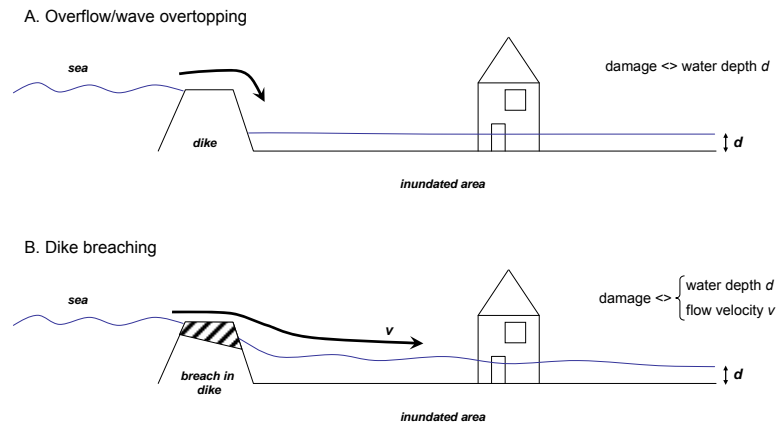 A. Overflow/wave overtopping
sea
damage <> water depth d
dike
d
inundated area
B. Dike breaching
sea
damage <>
water depth d
flow velocity v
v
breach in
dike
d
inundated area